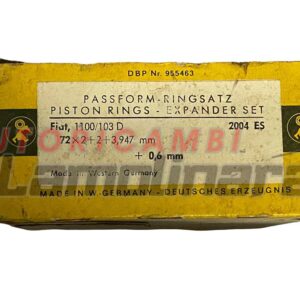 DBP Nr. 955463
PASSFORM-RINGSATZ
PISTON RINGS - EXPANDER SET
Fiat, 1100/103 D 2004 ES
72×2+2+3,947 mm
+ 0,6 mm
Made in Western Germany
MADE IN W.-GERMANY - DEUTSCHES ERZEUGNIS